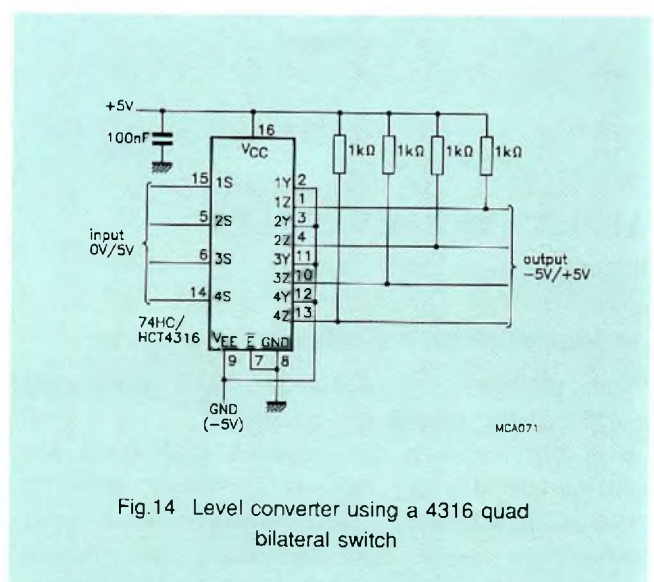 +5V
100nF
16
VCC
1kΩ 1kΩ 1kΩ 1kΩ
15 1S 1Y 2
1Z 1
5 2S 2Y 3
2Z 4
input
0V/5V
6 3S 3Y 11
3Z 10
output
-5V/+5V
14 4S 4Y 12
4Z 13
74HC/
HCT4316
VEE E̅ GND
9 7 8
GND
(-5V)
MCA071
Fig.14 Level converter using a 4316 quad
bilateral switch